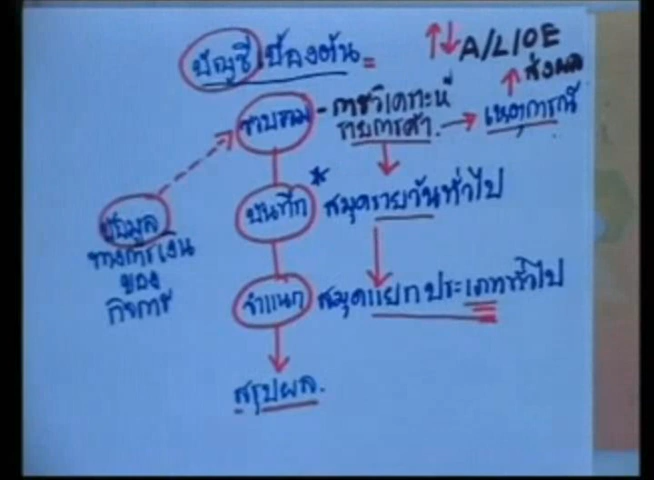 บัญชีเบื้องต้น =
A/L/OE
ส่งผล
รวบรวม - การวิเคราะห์
รายการค้า. → เหตุการณ์
บันทึก * สมุดรายวันทั่วไป
ข้อมูล
ทางการเงิน
ของ
กิจการ
จำแนก สมุดแยกประเภททั่วไป
สรุปผล.